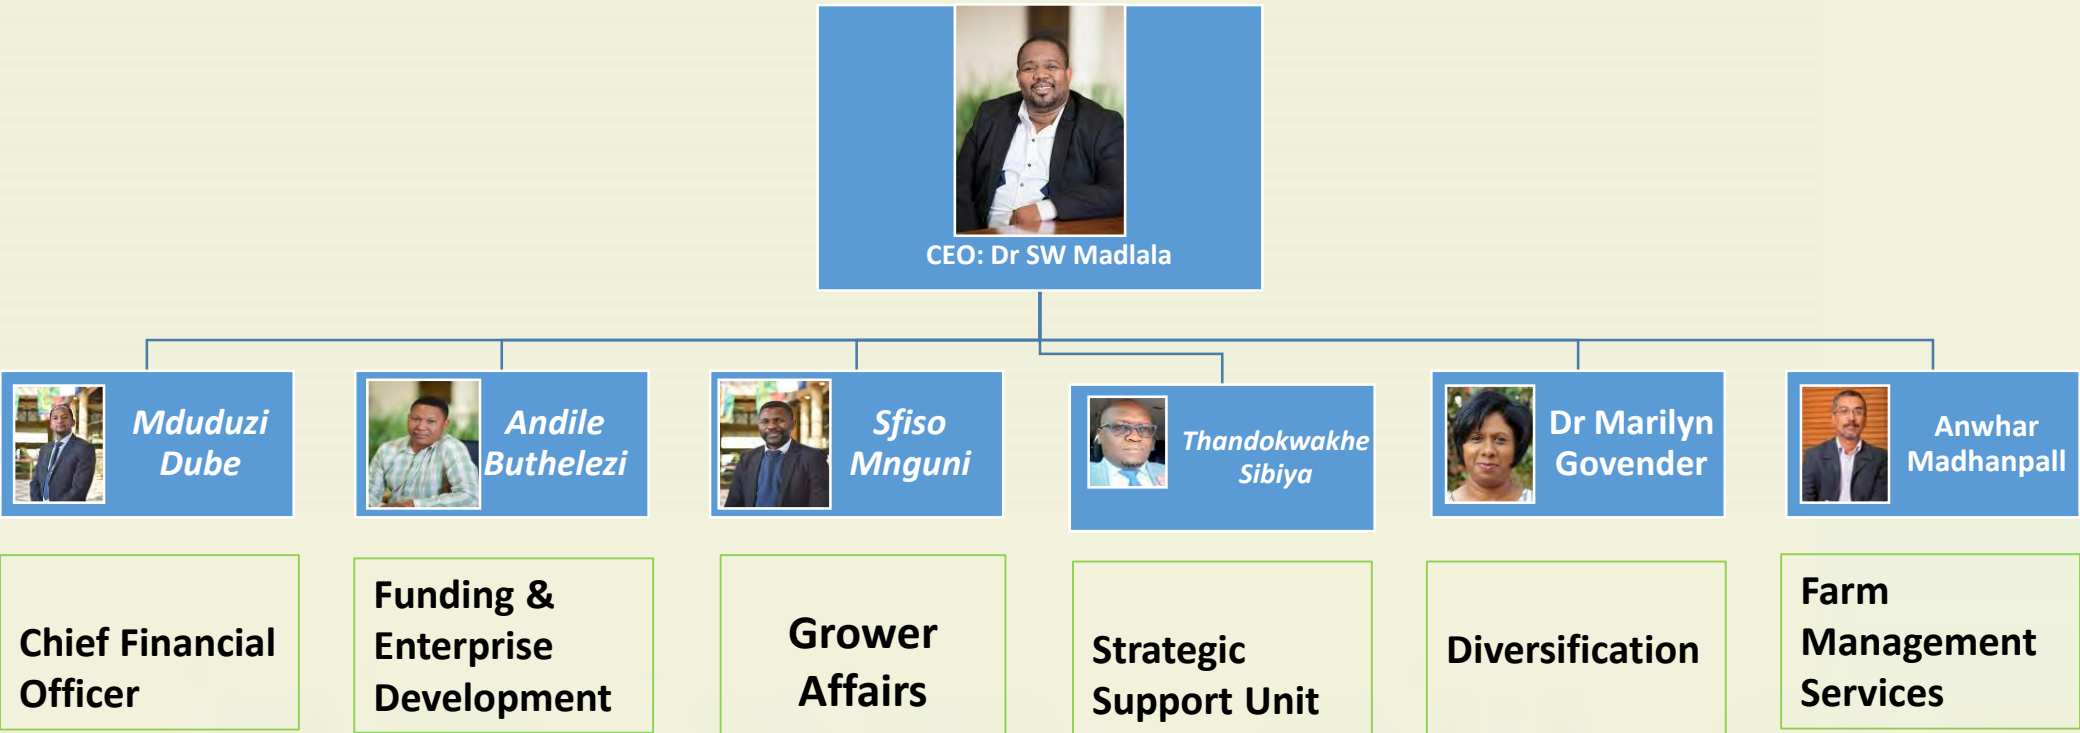 CEO: Dr SW Madlala
Mduduzi
Dube
Andile
Buthelezi
Sfiso
Mnguni
Thandokwakhe
Sibiya
Dr Marilyn
Govender
Anwhar
Madhanpall
Chief Financial
Officer
Funding &
Enterprise
Development
Grower
Affairs
Strategic
Support Unit
Diversification
Farm
Management
Services